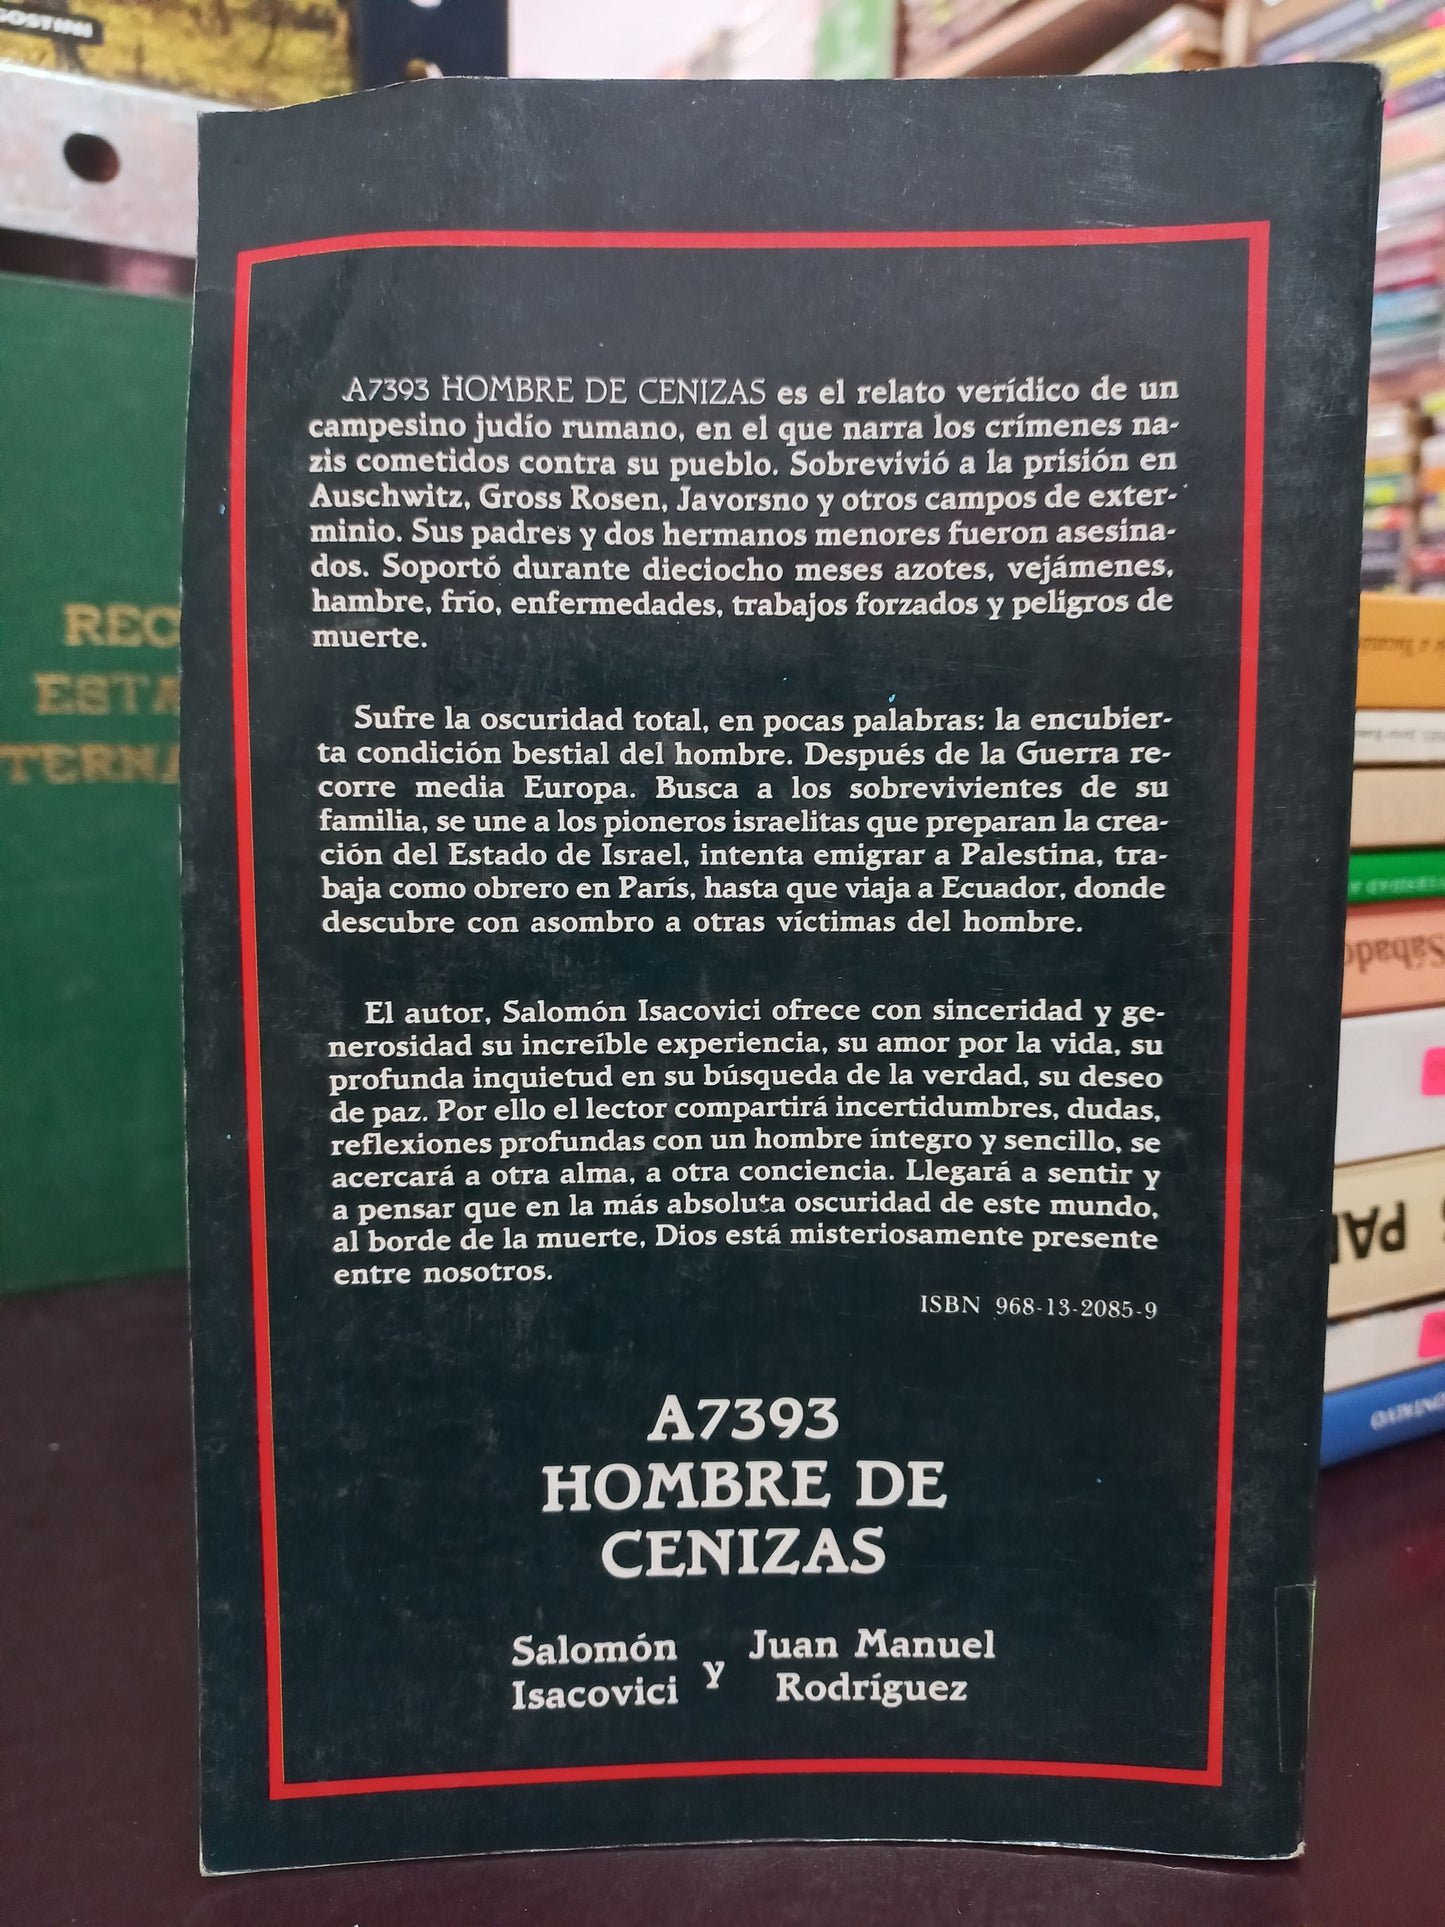 A7393 HOMBRE DE CENIZAS es el relato verídico de un
campesino judío rumano, en el que narra los crímenes na-
zis cometidos contra su pueblo. Sobrevivió a la prisión en
Auschwitz, Gross Rosen, Javorsno y otros campos de exter-
minio. Sus padres y dos hermanos menores fueron asesina-
dos. Soportó durante dieciocho meses azotes, vejámenes,
hambre, frío, enfermedades, trabajos forzados y peligros de
muerte.
Sufre la oscuridad total, en pocas palabras: la encubier-
ta condición bestial del hombre. Después de la Guerra re-
corre media Europa. Busca a los sobrevivientes de su
familia, se une a los pioneros israelitas que preparan la crea-
ción del Estado de Israel, intenta emigrar a Palestina, tra-
baja como obrero en París, hasta que viaja a Ecuador, donde
descubre con asombro a otras víctimas del hombre.
El autor, Salomón Isacovici ofrece con sinceridad y ge-
nerosidad su increíble experiencia, su amor por la vida, su
profunda inquietud en su búsqueda de la verdad, su deseo
de paz. Por ello el lector compartirá incertidumbres, dudas,
reflexiones profundas con un hombre íntegro y sencillo, se
acercará a otra alma, a otra conciencia. Llegará a sentir y
a pensar que en la más absoluta oscuridad de este mundo,
al borde de la muerte, Dios está misteriosamente presente
entre nosotros.
ISBN 968-13-2085-9
A7393
HOMBRE DE
CENIZAS
Salomón
Isacovici
y
Juan Manuel
Rodríguez
REC
ESTA
TERNA